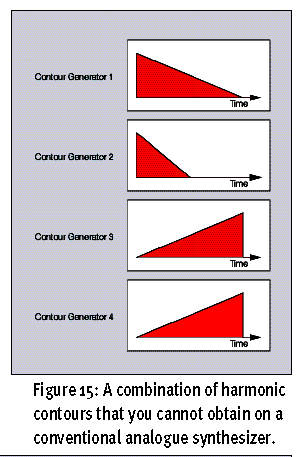 Contour Generator 1
Time
Contour Generator 2
Time
Contour Generator 3
Time
Contour Generator 4
Time
Figure 15: A combination of harmonic
contours that you cannot obtain on a
conventional analogue synthesizer.